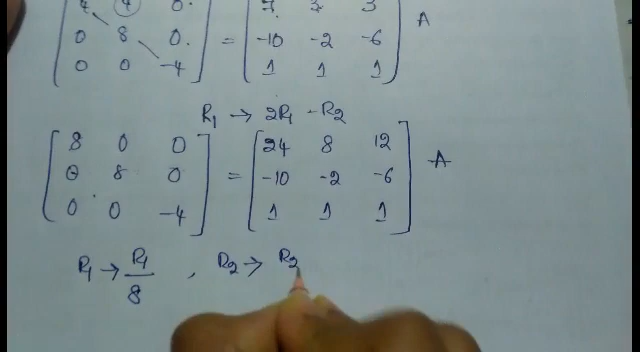 4 4 0 7 3 3
0 8 0 = -10 -2 -6 A
0 0 -4 1 1 1
R1 → 2R1 - R2
8 0 0 24 8 12
0 8 0 = -10 -2 -6 A
0 0 -4 1 1 1
R1 → R1/8 , R2 → R2